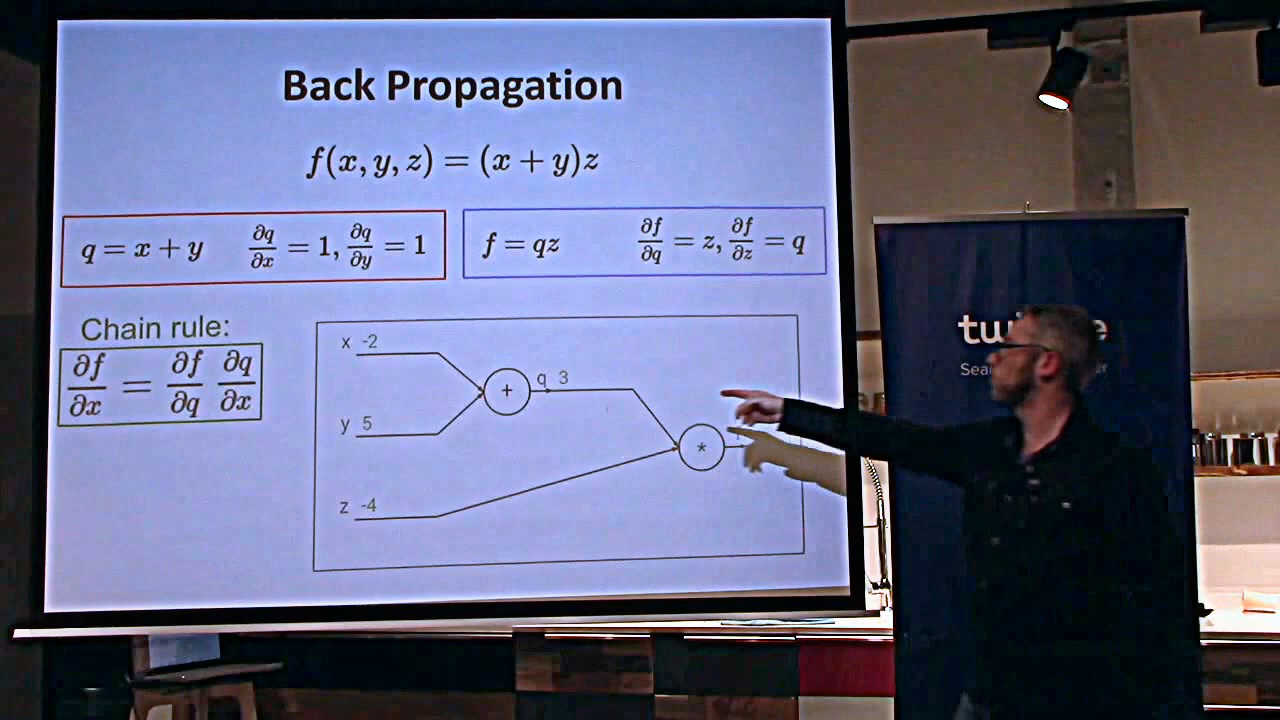 Back Propagation
f(x, y, z) = (x + y)z
q = x + y ∂q/∂x = 1, ∂q/∂y = 1
f = qz ∂f/∂q = z, ∂f/∂z = q
Chain rule:
∂f/∂x = ∂f/∂q ∂q/∂x
x -2
+
q 3
y 5
*
z -4